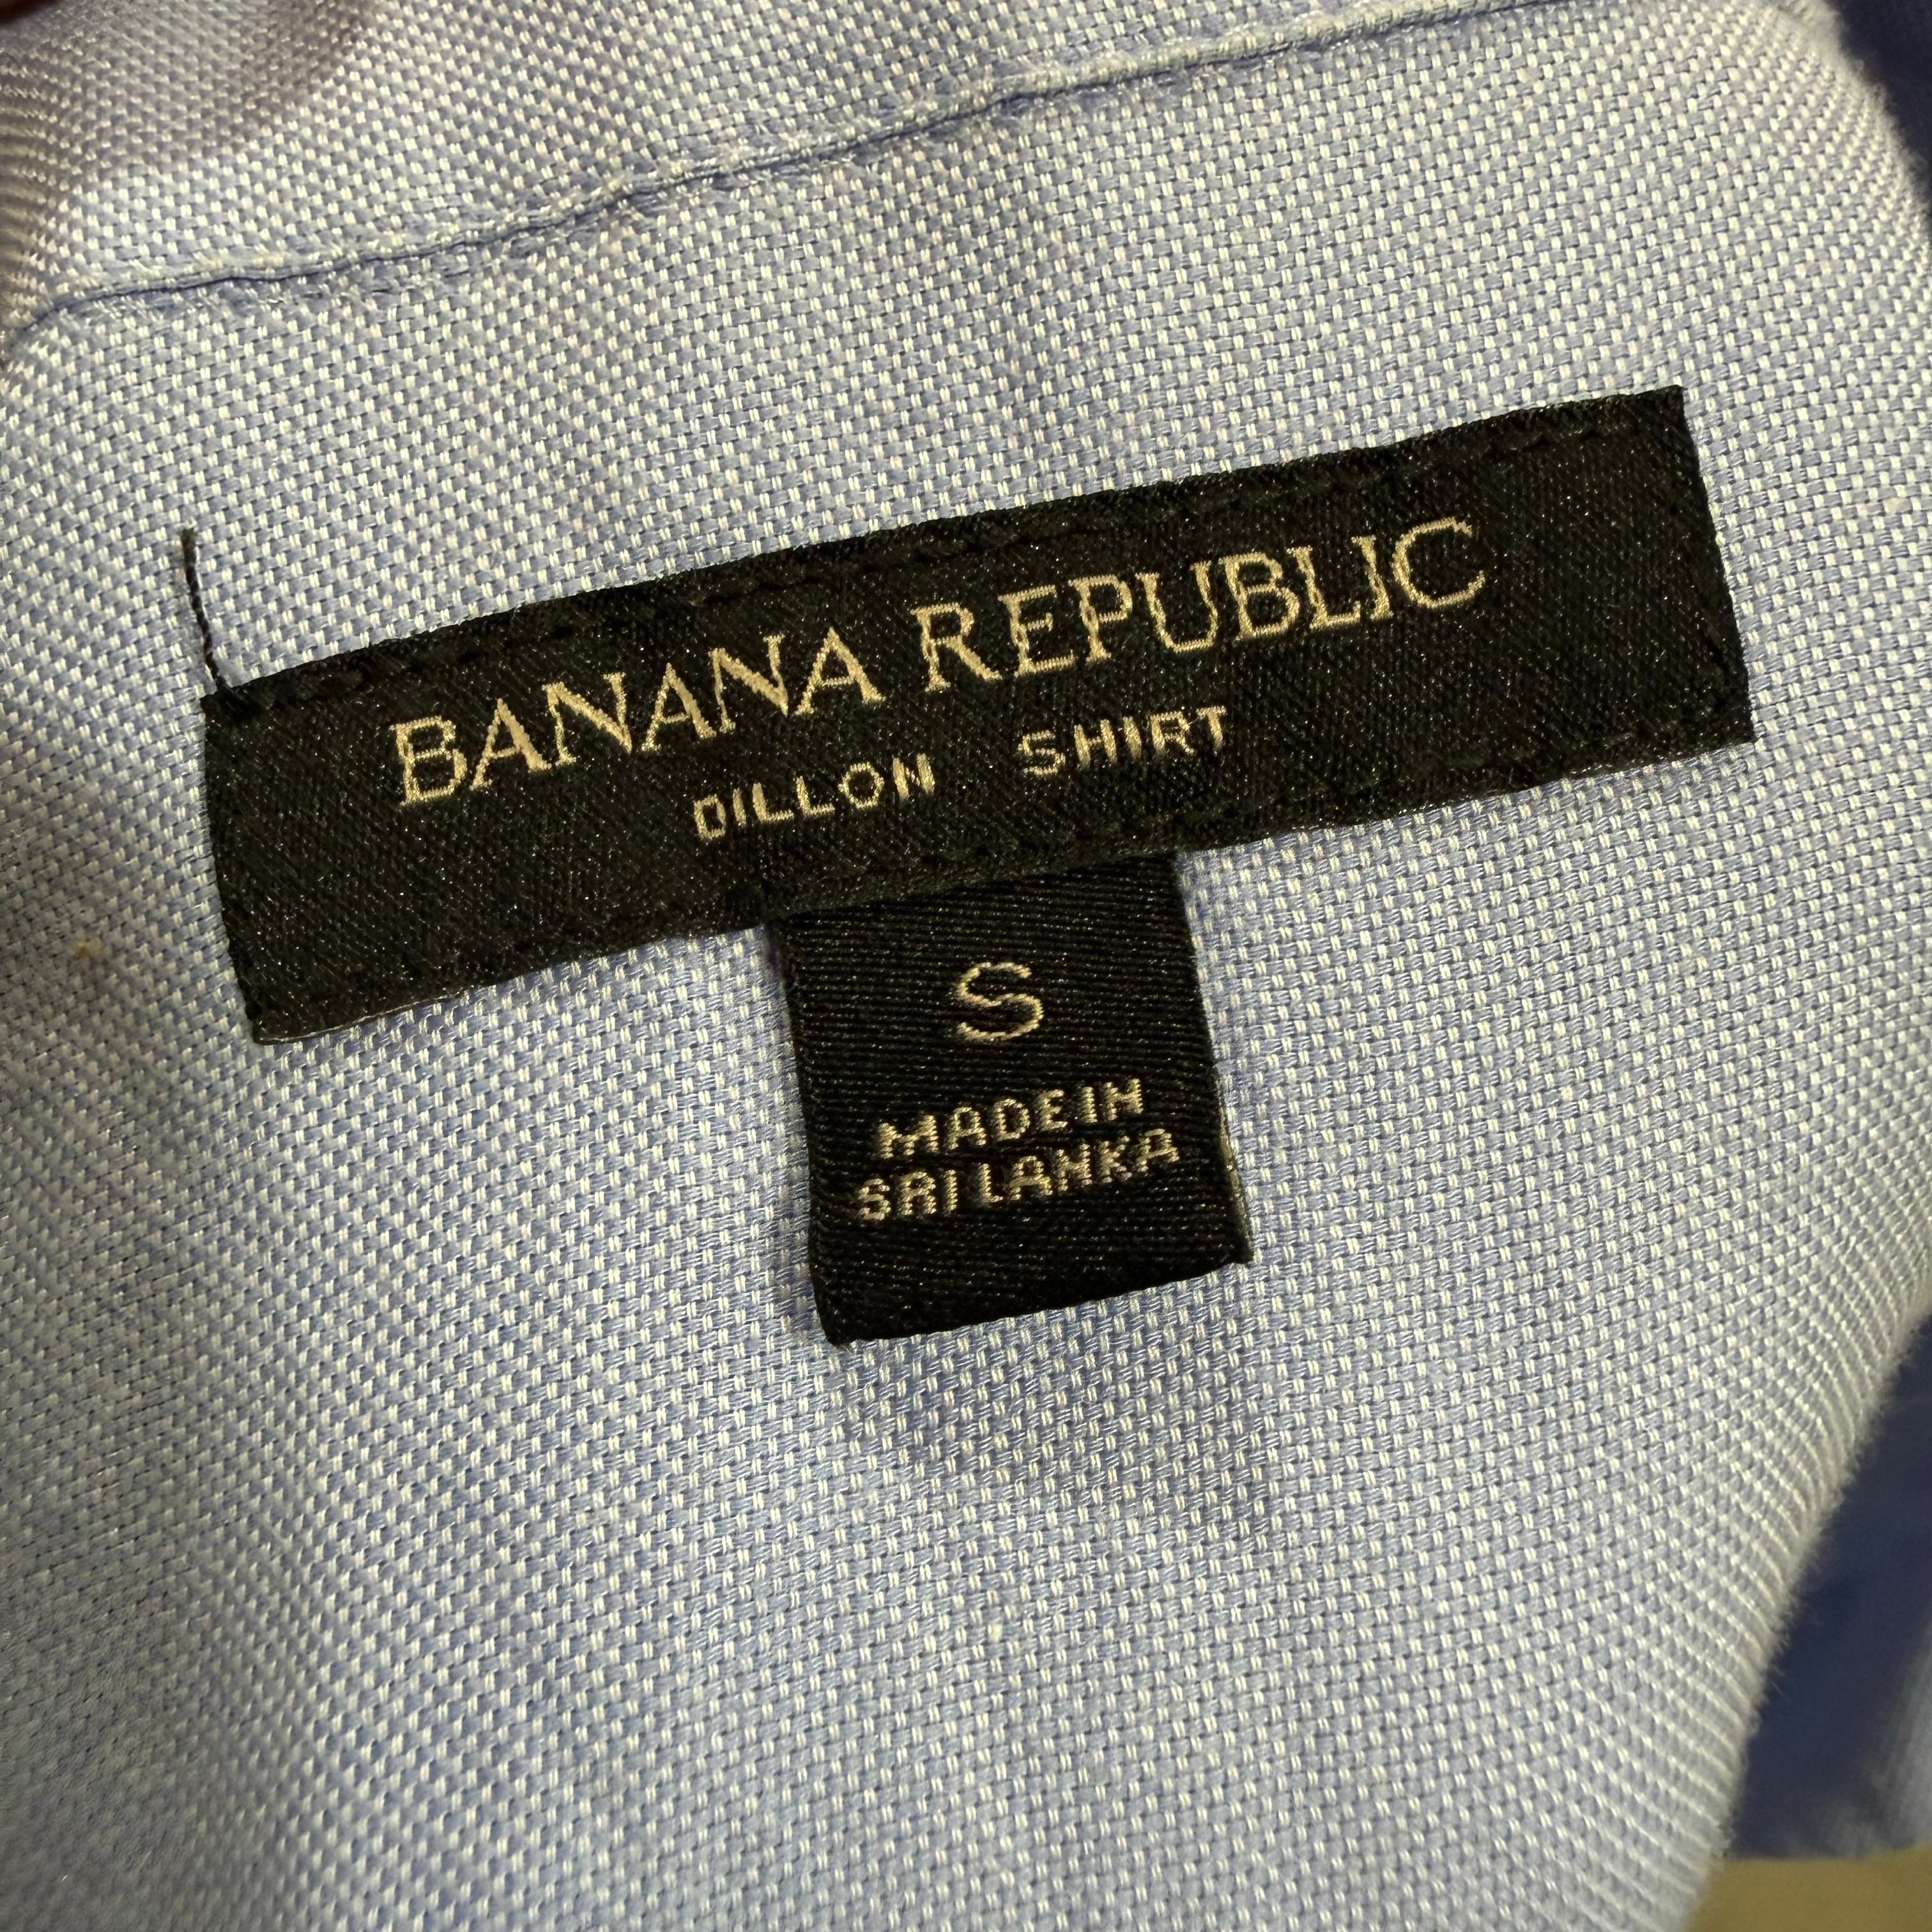 BANANA REPUBLIC
DILLON SHIRT
S
MADE IN
SRI LANKA